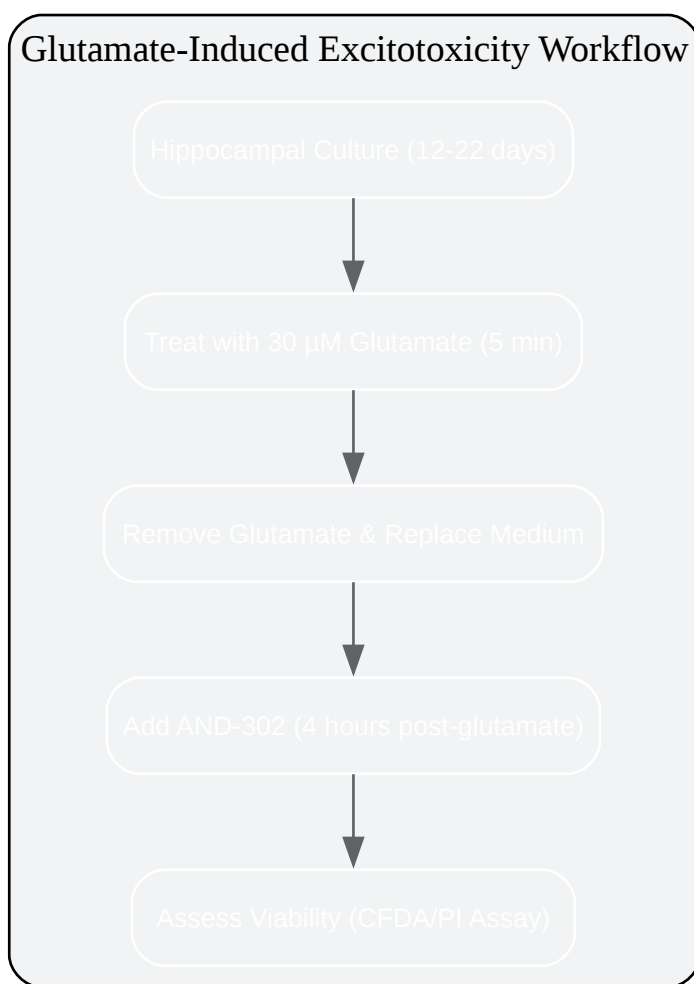 Glutamate-Induced Excitotoxicity Workflow
Hippocampal Culture (12-22 days)
Treat with 30 μM Glutamate (5 min)
Remove Glutamate & Replace Medium
Add AND-302 (4 hours post-glutamate)
Assess Viability (CFDA/PI Assay)